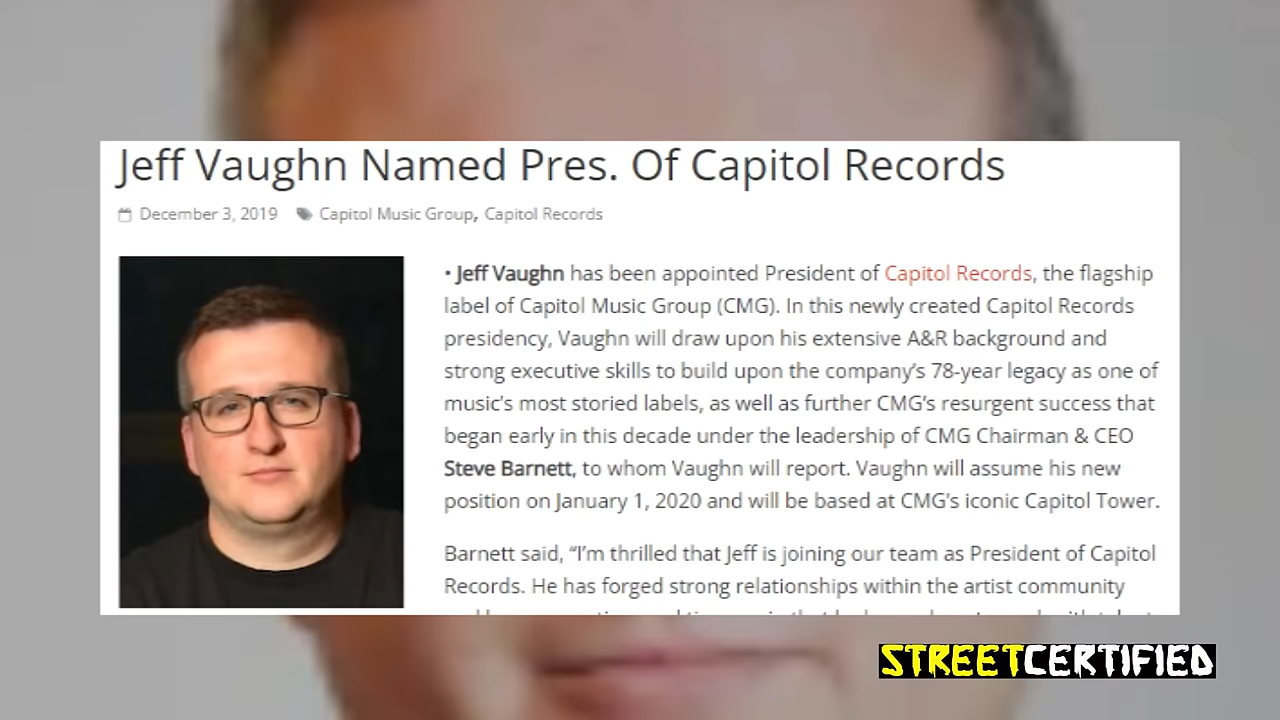 Jeff Vaughn Named Pres. Of Capitol Records
December 3, 2019 Capitol Music Group, Capitol Records
• Jeff Vaughn has been appointed President of Capitol Records, the flagship
label of Capitol Music Group (CMG). In this newly created Capitol Records
presidency, Vaughn will draw upon his extensive A&R background and
strong executive skills to build upon the company’s 78-year legacy as one of
music’s most storied labels, as well as further CMG’s resurgent success that
began early in this decade under the leadership of CMG Chairman & CEO
Steve Barnett, to whom Vaughn will report. Vaughn will assume his new
position on January 1, 2020 and will be based at CMG’s iconic Capitol Tower.
Barnett said, “I’m thrilled that Jeff is joining our team as President of Capitol
Records. He has forged strong relationships within the artist community
STREETCERTIFIED